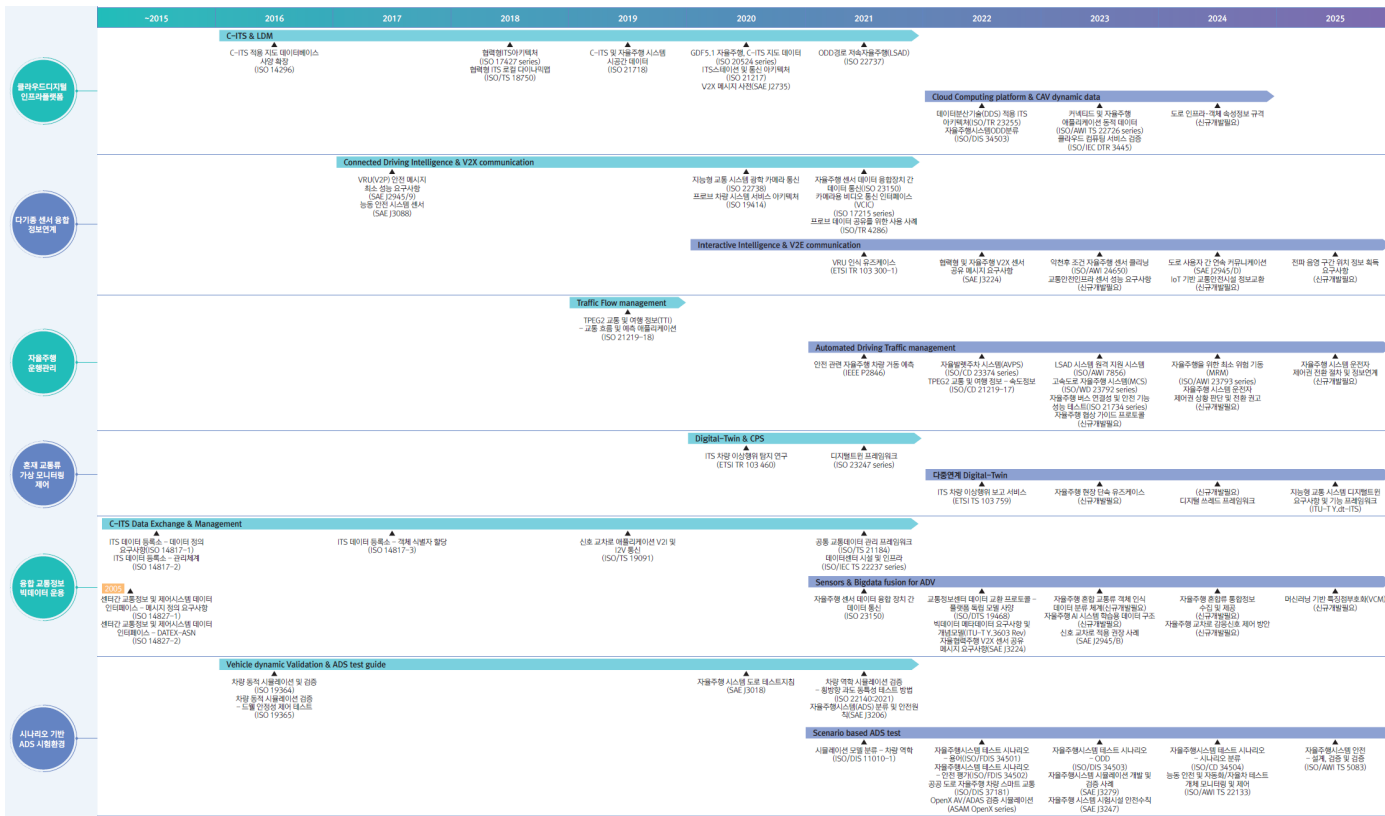 ~2015
2016
2017
2018
2019
2020
2021
2022
2023
2024
2025
클라우드디지털
인프라플랫폼
C-ITS & LDM
C-ITS 적용 지도 데이터베이스
사양 확장
(ISO 14296)
협력형ITS아키텍처
(ISO 17427 series)
협력형 ITS 로컬 다이나믹맵
(ISO/TS 18750)
C-ITS 및 자율주행 시스템
시공간 데이터
(ISO 21718)
GDF5.1 자율주행, C-ITS 지도 데이터
(ISO 20524 series)
ITS스테이션 및 통신 아키텍처
(ISO 21217)
V2X 메시지 사전(SAE J2735)
ODD경로 저속자율주행(LSAD)
(ISO 22737)
Cloud Computing platform & CAV dynamic data
데이터분산기술(DDS) 적용 ITS
아키텍처(ISO/TR 23255)
자율주행시스템ODD분류
(ISO/DIS 34503)
커넥티드 및 자율주행
애플리케이션 동적 데이터
(ISO/AWI TS 22726 series)
클라우드 컴퓨팅 서비스 검증
(ISO/IEC DTR 3445)
도로 인프라-객체 속성정보 규격
(신규개발필요)
다기종 센서 융합
정보연계
Connected Driving Intelligence & V2X communication
VRU(V2P) 안전 메시지
최소 성능 요구사항
(SAE J2945/9)
능동 안전 시스템 센서
(SAE J3088)
지능형 교통 시스템 광학 카메라 통신
(ISO 22738)
프로브 차량 시스템 서비스 아키텍처
(ISO 19414)
자율주행 센서 데이터 융합장치 간
데이터 통신(ISO 23150)
카메라용 비디오 통신 인터페이스
(VCIC)
(ISO 17215 series)
프로브 데이터 공유를 위한 사용 사례
(ISO/TR 4286)
Interactive Intelligence & V2E communication
VRU 인식 유즈케이스
(ETSI TR 103 300-1)
협력형 및 자율주행 V2X 센서
공유 메시지 요구사항
(SAE J3224)
악천후 조건 자율주행 센서 클리닝
(ISO/AWI 24650)
교통안전인프라 센서 성능 요구사항
(신규개발필요)
도로 사용자 간 연속 커뮤니케이션
(SAE J2945/D)
IoT 기반 교통안전시설 정보교환
(신규개발필요)
전파 음영 구간 위치 정보 획득
요구사항
(신규개발필요)
자율주행
운행관리
Traffic Flow management
TPEG2 교통 및 여행 정보(TTI)
- 교통 흐름 및 예측 애플리케이션
(ISO 21219-18)
Automated Driving Traffic management
안전 관련 자율주행 차량 거동 예측
(IEEE P2846)
자율발렛주차 시스템(AVPS)
(ISO/CD 23374 series)
TPEG2 교통 및 여행 정보 - 속도정보
(ISO/CD 21219-17)
LSAD 시스템 원격 지원 시스템
(ISO/AWI 7856)
고속도로 자율주행 시스템(MCS)
(ISO/WD 23792 series)
자율주행 버스 연결성 및 안전 기능
성능 테스트(ISO 21734 series)
자율주행 협상 가이드 프로토콜
(신규개발필요)
자율주행을 위한 최소 위험 기동
(MRM)
(ISO/AWI 23793 series)
자율주행 시스템 운전자
제어권 상황 판단 및 전환 권고
(신규개발필요)
자율주행 시스템 운전자
제어권 전환 절차 및 정보연계
(신규개발필요)
혼재 교통류
가상 모니터링
제어
Digital-Twin & CPS
ITS 차량 이상행위 탐지 연구
(ETSI TR 103 460)
디지털트윈 프레임워크
(ISO 23247 series)
다중연계 Digital-Twin
ITS 차량 이상행위 보고 서비스
(ETSI TS 103 759)
자율주행 현장 단속 유즈케이스
(신규개발필요)
(신규개발필요)
디지털 쓰레드 프레임워크
지능형 교통 시스템 디지털트윈
요구사항 및 기능 프레임워크
(ITU-T Y.dt-ITS)
융합 교통정보
빅데이터 운용
C-ITS Data Exchange & Management
ITS 데이터 등록소 - 데이터 정의
요구사항(ISO 14817-1)
ITS 데이터 등록소 - 관리체계
(ISO 14817-2)
ITS 데이터 등록소 - 객체 식별자 할당
(ISO 14817-3)
신호 교차로 애플리케이션 V2I 및
I2V 통신
(ISO/TS 19091)
공통 교통데이터 관리 프레임워크
(ISO/TS 21184)
데이터센터 시설 및 인프라
(ISO/IEC TS 22237 series)
2005
센터간 교통정보 및 제어시스템 데이터
인터페이스 - 메시지 정의 요구사항
(ISO 14827-1)
센터간 교통정보 및 제어시스템 데이터
인터페이스 - DATEX-ASN
(ISO 14827-2)
Sensors & Bigdata fusion for ADV
자율주행 센서 데이터 융합 장치 간
데이터 통신
(ISO 23150)
교통정보센터 데이터 교환 프로토콜 -
플랫폼 독립 모델 사양
(ISO/DTS 19468)
빅데이터 메타데이터 요구사항 및
개념모델(ITU-T Y.3603 Rev)
자율협력주행 V2X 센서 공유
메시지 요구사항(SAE J3224)
자율주행 혼합 교통류 객체 인식
데이터 분류 체계(신규개발필요)
자율주행 AI 시스템 학습용 데이터 구조
(신규개발필요)
신호 교차로 적용 권장 사례
(SAE J2945/B)
자율주행 혼합류 통합정보
수집 및 제공
(신규개발필요)
자율주행 교차로 감응신호 제어 방안
(신규개발필요)
머신러닝 기반 특징점부호화(VCM)
(신규개발필요)
시나리오 기반
ADS 시험환경
Vehicle dynamic Validation & ADS test guide
차량 동적 시뮬레이션 및 검증
(ISO 19364)
차량 동적 시뮬레이션 검증
- 드웰 안정성 제어 테스트
(ISO 19365)
자율주행 시스템 도로 테스트지침
(SAE J3018)
차량 역학 시뮬레이션 검증
- 횡방향 과도 동특성 테스트 방법
(ISO 22140:2021)
자율주행시스템(ADS) 분류 및 안전원
칙(SAE J3206)
Scenario based ADS test
시뮬레이션 모델 분류 - 차량 역학
(ISO/DIS 11010-1)
자율주행시스템 테스트 시나리오
- 용어(ISO/FDIS 34501)
자율주행시스템 테스트 시나리오
- 안전 평가(ISO/FDIS 34502)
공공 도로 자율주행 차량 스마트 교통
(ISO/DIS 37181)
OpenX AV/ADAS 검증 시뮬레이션
(ASAM OpenX series)
자율주행시스템 테스트 시나리오
- ODD
(ISO/DIS 34503)
자율주행시스템 시뮬레이션 개발 및
검증 사례
(SAE J3279)
자율주행 시스템 시험시설 안전수칙
(SAE J3247)
자율주행시스템 테스트 시나리오
- 시나리오 분류
(ISO/CD 34504)
능동 안전 및 자동화/자율차 테스트
개체 모니터링 및 제어
(ISO/AWI TS 22133)
자율주행시스템 안전
- 설계, 검증 및 검증
(ISO/AWI TS 5083)